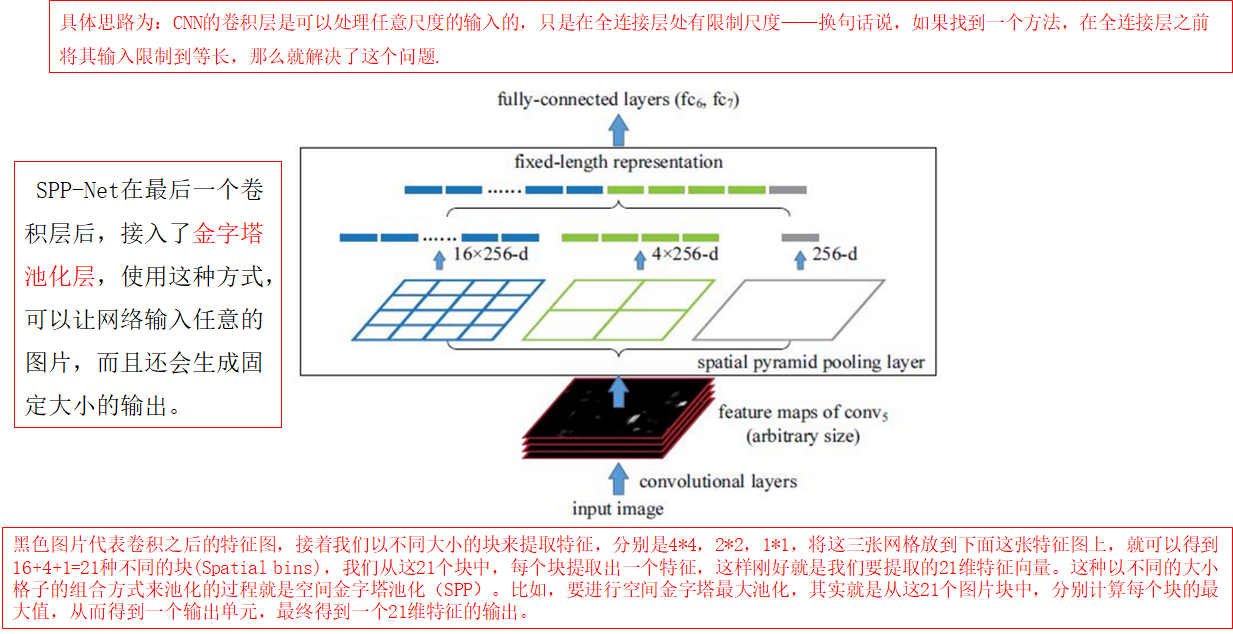 具体思路为：CNN的卷积层是可以处理任意尺度的输入的，只是在全连接层处有限制尺度——换句话说，如果找到一个方法，在全连接层之前
将其输入限制到等长，那么就解决了这个问题.
fully-connected layers (fc6, fc7)
fixed-length representation
......
......
16×256-d
4×256-d
256-d
spatial pyramid pooling layer
SPP-Net在最后一个卷
积层后，接入了金字塔
池化层，使用这种方式，
可以让网络输入任意的
图片，而且还会生成固
定大小的输出。
feature maps of conv5
(arbitrary size)
convolutional layers
input image
黑色图片代表卷积之后的特征图，接着我们以不同大小的块来提取特征，分别是4*4，2*2，1*1，将这三张网格放到下面这张特征图上，就可以得到
16+4+1=21种不同的块(Spatial bins)，我们从这21个块中，每个块提取出一个特征，这样刚好就是我们要提取的21维特征向量。这种以不同的大小
格子的组合方式来池化的过程就是空间金字塔池化（SPP）。比如，要进行空间金字塔最大池化，其实就是从这21个图片块中，分别计算每个块的最
大值，从而得到一个输出单元，最终得到一个21维特征的输出。